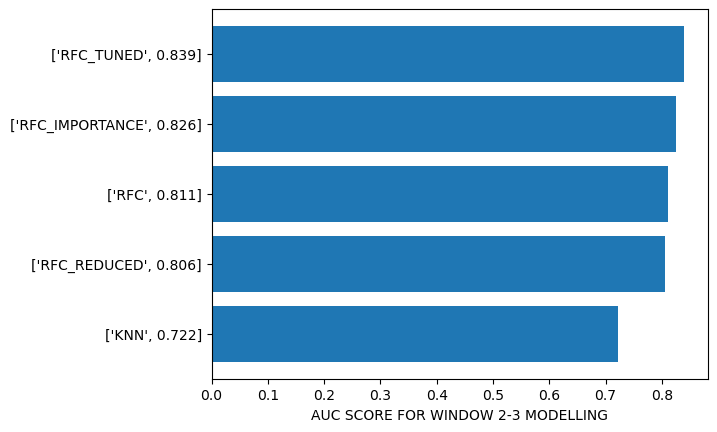 ['RFC_TUNED', 0.839]
['RFC_IMPORTANCE', 0.826]
['RFC', 0.811]
['RFC_REDUCED', 0.806]
['KNN', 0.722]
0.0 0.1 0.2 0.3 0.4 0.5 0.6 0.7 0.8
AUC SCORE FOR WINDOW 2-3 MODELLING